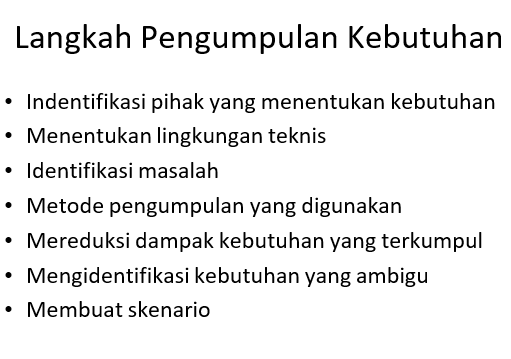 Langkah Pengumpulan Kebutuhan
• Indentifikasi pihak yang menentukan kebutuhan
• Menentukan lingkungan teknis
• Identifikasi masalah
• Metode pengumpulan yang digunakan
• Mereduksi dampak kebutuhan yang terkumpul
• Mengidentifikasi kebutuhan yang ambigu
• Membuat skenario